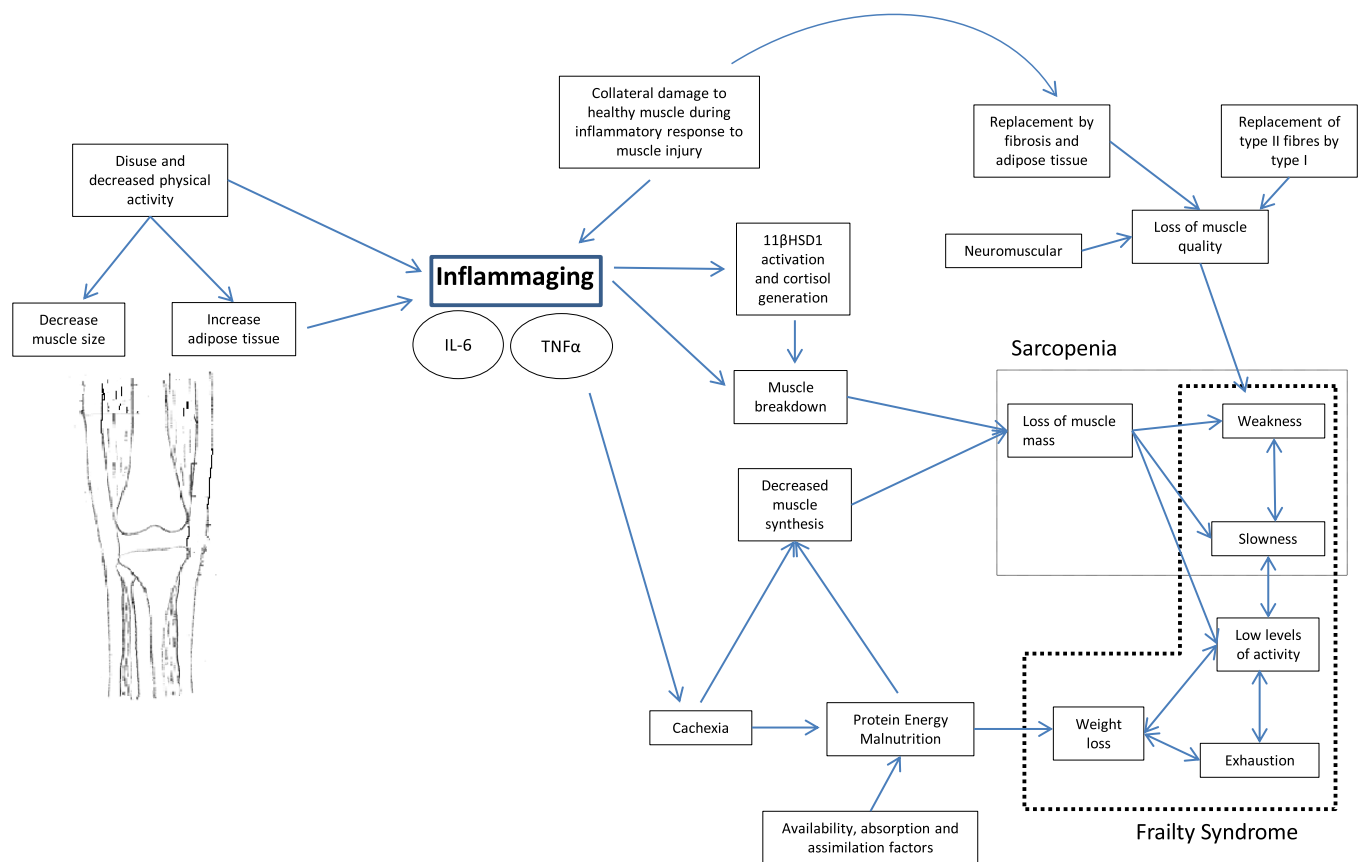 Collateral damage to
healthy muscle during
inflammatory response to
muscle injury
Replacement by
fibrosis and
adipose tissue
Replacement of
type II fibres by
type I
Disuse and
decreased physical
activity
Neuromuscular
Loss of muscle
quality
Inflammaging
IL-6
TNFα
11βHSD1
activation
and cortisol
generation
Decrease
muscle size
Increase
adipose tissue
Muscle
breakdown
Sarcopenia
Loss of muscle
mass
Weakness
Decreased
muscle
synthesis
Slowness
Low levels
of activity
Cachexia
Protein Energy
Malnutrition
Weight
loss
Exhaustion
Availability, absorption and
assimilation factors
Frailty Syndrome